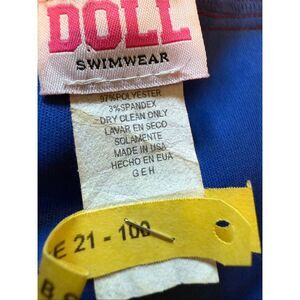 DOLL
SWIMWEAR
97% POLYESTER
3% SPANDEX
DRY CLEAN ONLY
LAVAR EN SECO
SOLAMENTE
MADE IN USA
HECHO EN EUA
G E H
E 21 - 100